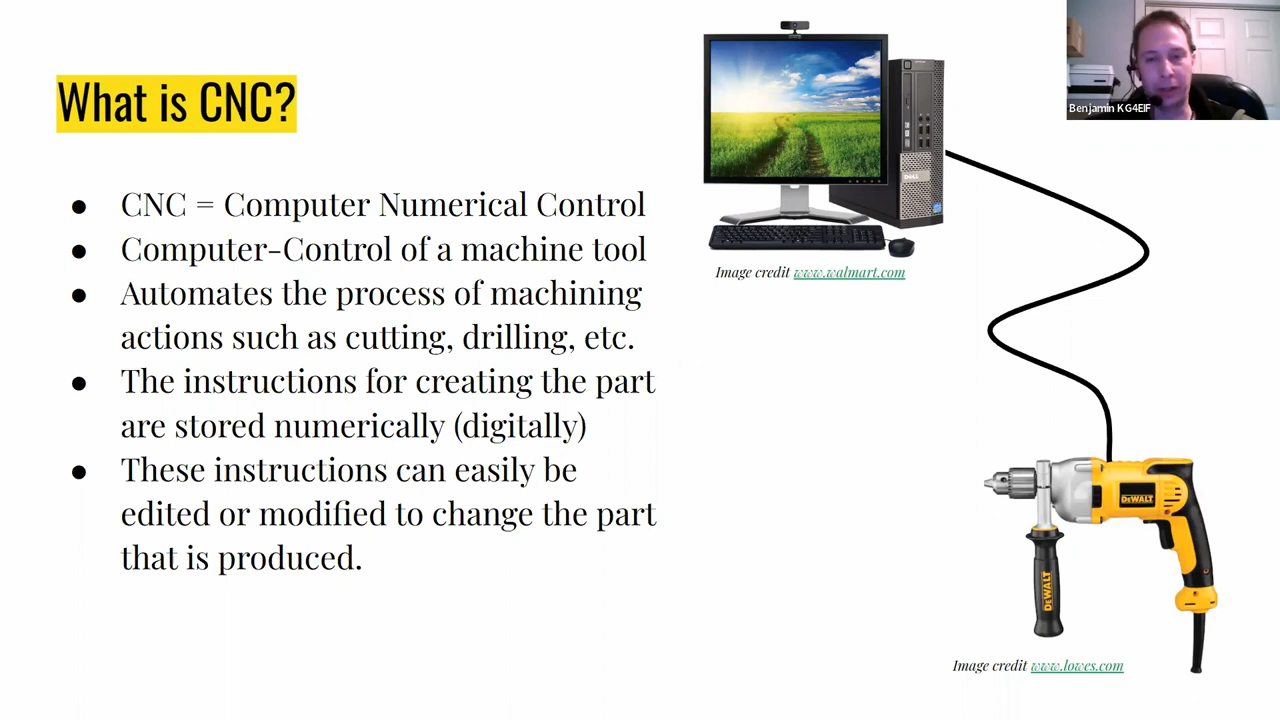 What is CNC?
● CNC = Computer Numerical Control
● Computer-Control of a machine tool
● Automates the process of machining
actions such as cutting, drilling, etc.
● The instructions for creating the part
are stored numerically (digitally)
● These instructions can easily be
edited or modified to change the part
that is produced.
DELL
Image credit www.walmart.com
Benjamin KG4EIF
DEWALT
DEWALT
Image credit www.lowes.com